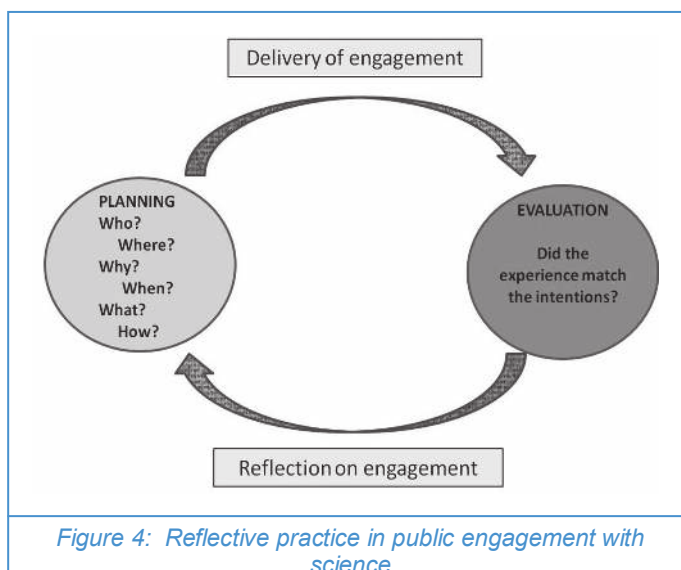 Delivery of engagement
PLANNING
Who?
Where?
Why?
When?
What?
How?
EVALUATION
Did the
experience match
the intentions?
Reflection on engagement
Figure 4: Reflective practice in public engagement with
science